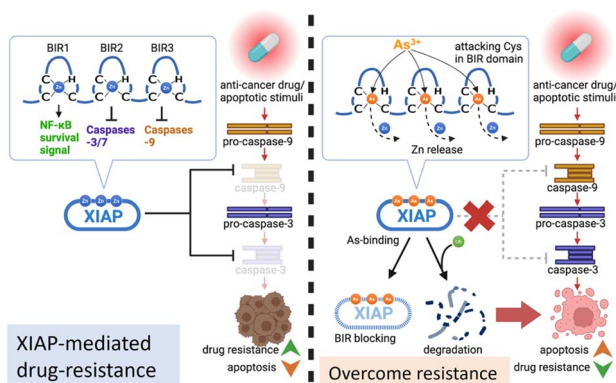 BIR1
BIR2
BIR3
C H
C Zn C
C H
C Zn C
C H
C Zn C
NF-κB
survival
signal
Caspases
-3/7
Caspases
-9
Zn Zn Zn
XIAP
anti-cancer drug/
apoptotic stimuli
pro-caspase-9
caspase-9
pro-caspase-3
caspase-3
drug resistance
apoptosis
XIAP-mediated
drug-resistance
As3+
attacking Cys
in BIR domain
C H
C As C
C H
C As C
C H
C As C
Zn
Zn
Zn
Zn release
As As As
XIAP
As-binding
Ub
As As As
XIAP
BIR blocking
degradation
anti-cancer drug/
apoptotic stimuli
pro-caspase-9
caspase-9
pro-caspase-3
caspase-3
apoptosis
drug resistance
Overcome resistance